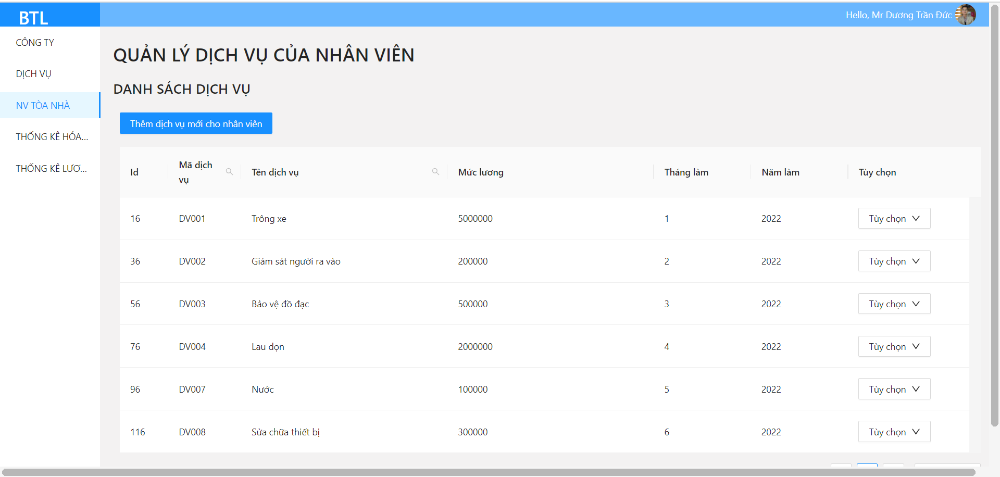 BTL
Hello, Mr Dương Trần Đức
CÔNG TY
DỊCH VỤ
NV TÒA NHÀ
THỐNG KÊ HÓA...
THỐNG KÊ LƯƠ...
QUẢN LÝ DỊCH VỤ CỦA NHÂN VIÊN
DANH SÁCH DỊCH VỤ
Thêm dịch vụ mới cho nhân viên
Id Mã dịch vụ Tên dịch vụ Mức lương Tháng làm Năm làm Tùy chọn
16 DV001 Trông xe 5000000 1 2022 Tùy chọn
36 DV002 Giám sát người ra vào 200000 2 2022 Tùy chọn
56 DV003 Bảo vệ đồ đạc 500000 3 2022 Tùy chọn
76 DV004 Lau dọn 2000000 4 2022 Tùy chọn
96 DV007 Nước 100000 5 2022 Tùy chọn
116 DV008 Sửa chữa thiết bị 300000 6 2022 Tùy chọn